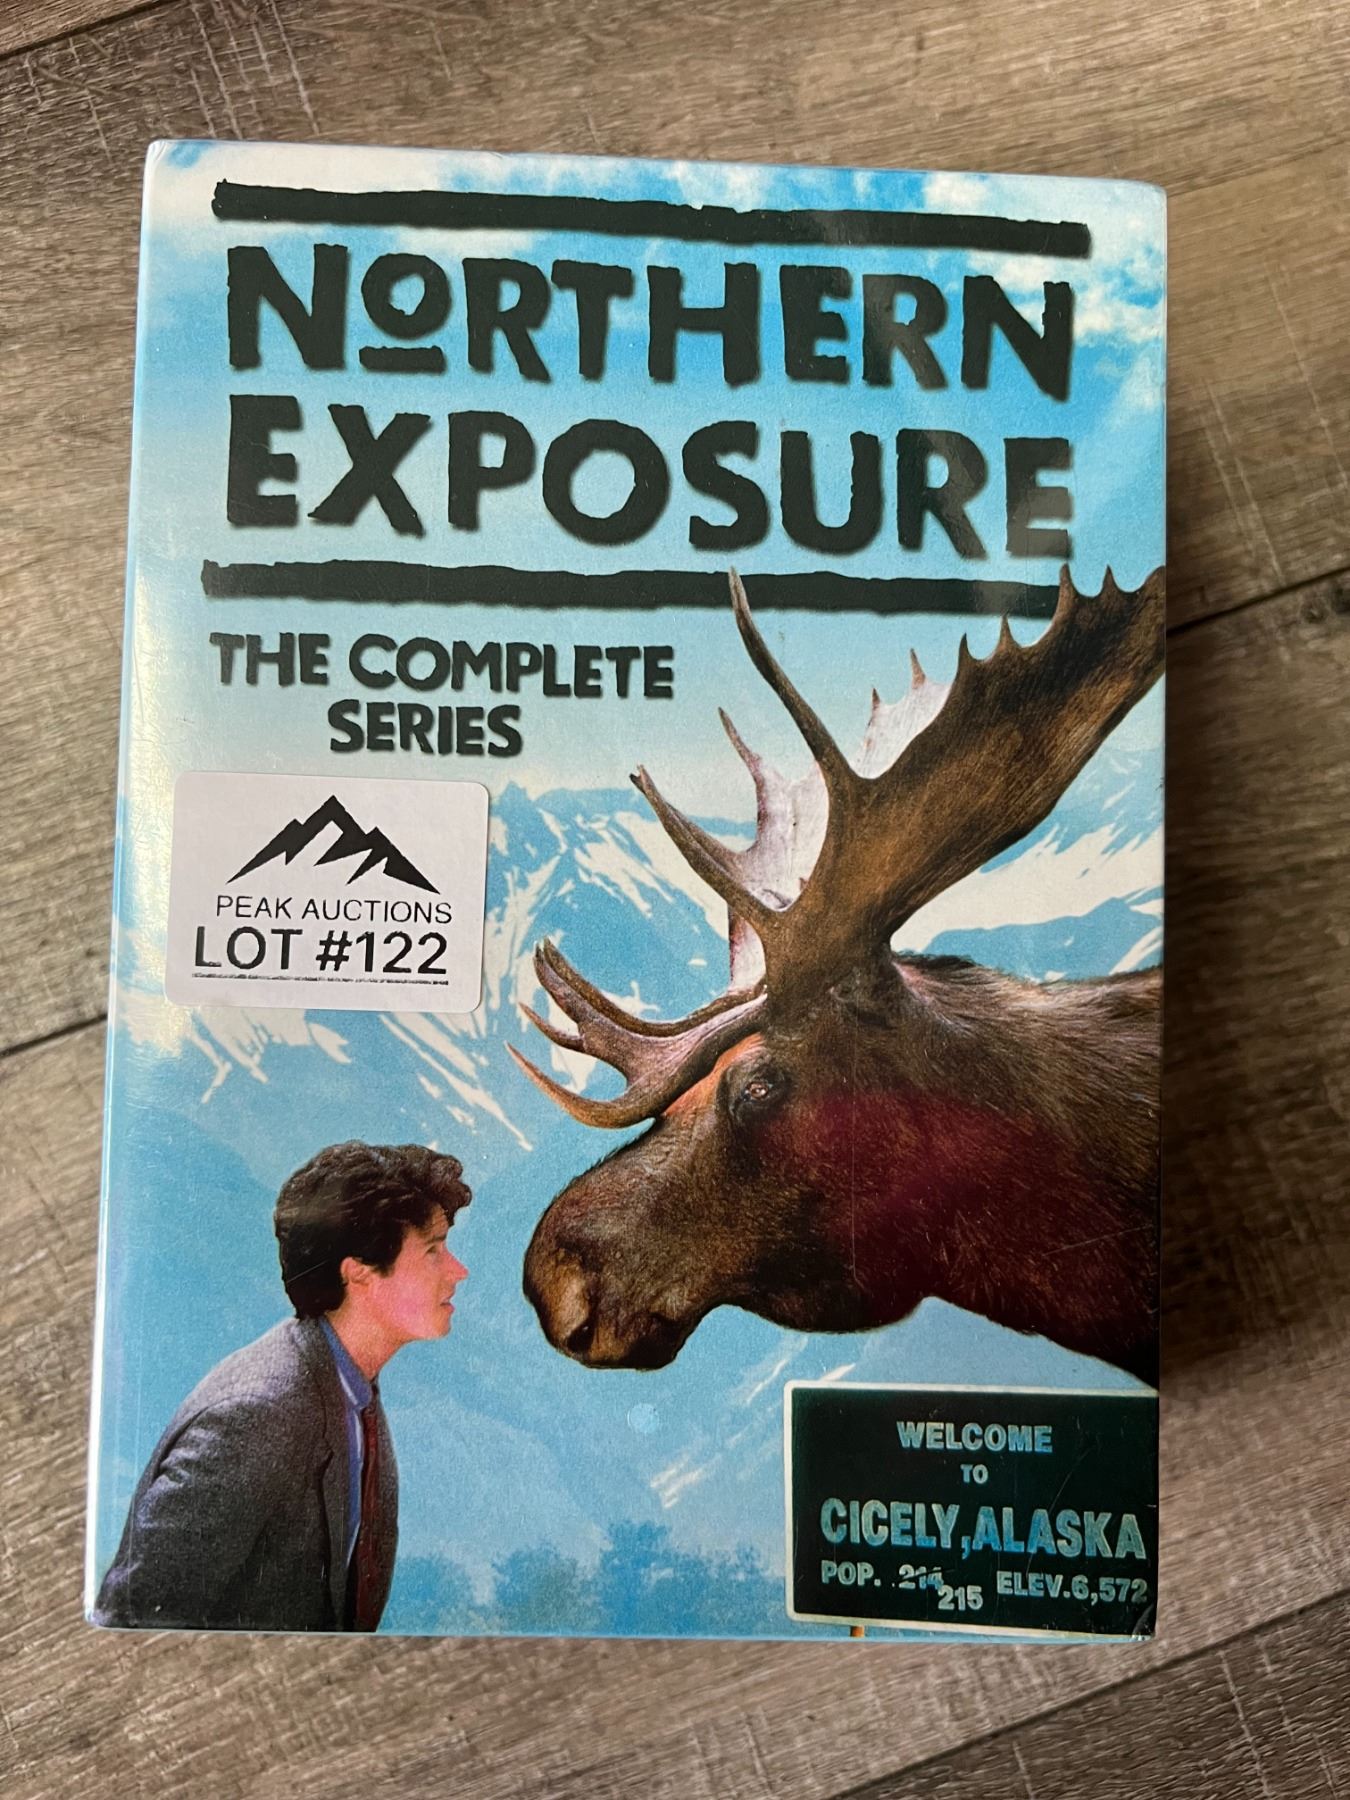 NORTHERN
EXPOSURE
THE COMPLETE
SERIES
PEAK AUCTIONS
LOT #122
WELCOME
TO
CICELY, ALASKA
POP. 214 215 ELEV. 6,572